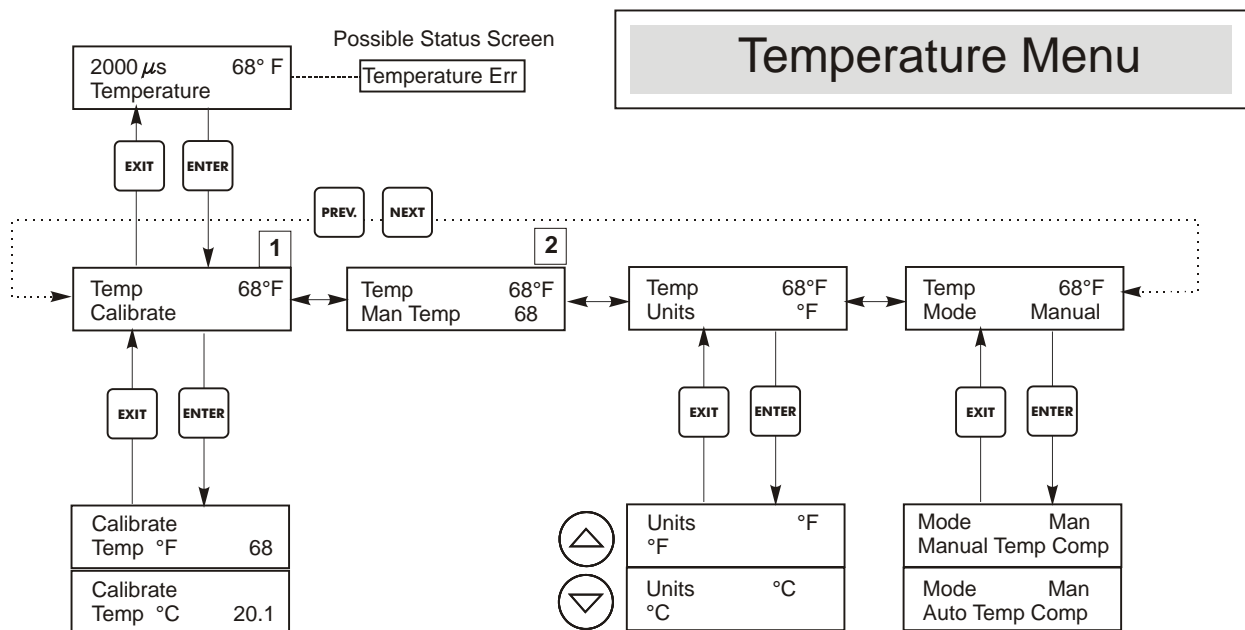 Temperature Menu
Possible Status Screen
2000 µs 68° F
Temperature
Temperature Err
EXIT
ENTER
PREV.
NEXT
1
2
Temp 68°F
Calibrate
Temp 68°F
Man Temp 68
Temp 68°F
Units °F
Temp 68°F
Mode Manual
EXIT
ENTER
EXIT
ENTER
EXIT
ENTER
Calibrate
Temp °F 68
Calibrate
Temp °C 20.1
Units °F
°F
Units °C
°C
Mode Man
Manual Temp Comp
Mode Man
Auto Temp Comp